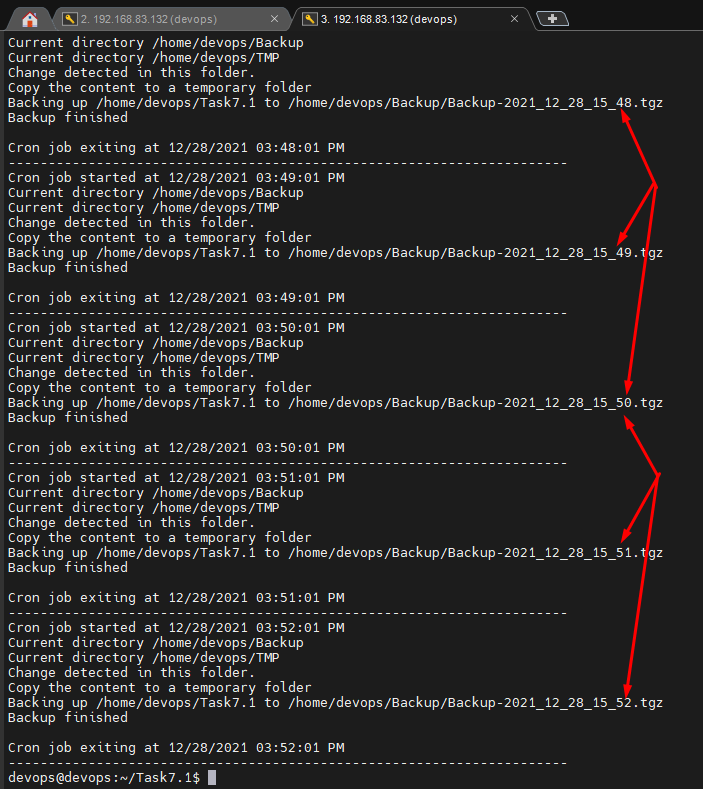 2. 192.168.83.132 (devops)
3. 192.168.83.132 (devops)
Current directory /home/devops/Backup
Current directory /home/devops/TMP
Change detected in this folder.
Copy the content to a temporary folder
Backing up /home/devops/Task7.1 to /home/devops/Backup/Backup-2021_12_28_15_48.tgz
Backup finished
Cron job exiting at 12/28/2021 03:48:01 PM
----------------------------------------------------------------------
Cron job started at 12/28/2021 03:49:01 PM
Current directory /home/devops/Backup
Current directory /home/devops/TMP
Change detected in this folder.
Copy the content to a temporary folder
Backing up /home/devops/Task7.1 to /home/devops/Backup/Backup-2021_12_28_15_49.tgz
Backup finished
Cron job exiting at 12/28/2021 03:49:01 PM
----------------------------------------------------------------------
Cron job started at 12/28/2021 03:50:01 PM
Current directory /home/devops/Backup
Current directory /home/devops/TMP
Change detected in this folder.
Copy the content to a temporary folder
Backing up /home/devops/Task7.1 to /home/devops/Backup/Backup-2021_12_28_15_50.tgz
Backup finished
Cron job exiting at 12/28/2021 03:50:01 PM
----------------------------------------------------------------------
Cron job started at 12/28/2021 03:51:01 PM
Current directory /home/devops/Backup
Current directory /home/devops/TMP
Change detected in this folder.
Copy the content to a temporary folder
Backing up /home/devops/Task7.1 to /home/devops/Backup/Backup-2021_12_28_15_51.tgz
Backup finished
Cron job exiting at 12/28/2021 03:51:01 PM
----------------------------------------------------------------------
Cron job started at 12/28/2021 03:52:01 PM
Current directory /home/devops/Backup
Current directory /home/devops/TMP
Change detected in this folder.
Copy the content to a temporary folder
Backing up /home/devops/Task7.1 to /home/devops/Backup/Backup-2021_12_28_15_52.tgz
Backup finished
Cron job exiting at 12/28/2021 03:52:01 PM
----------------------------------------------------------------------
devops@devops:~/Task7.1$